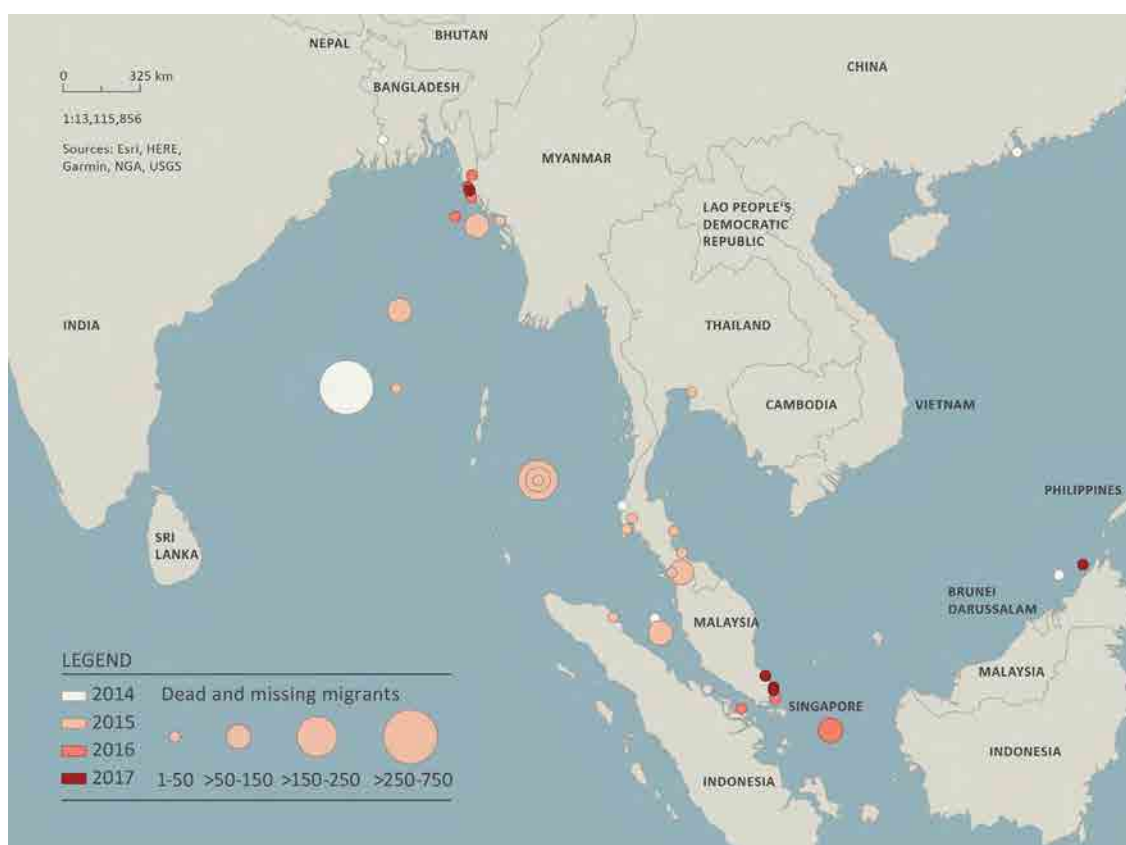 BHUTAN
NEPAL
CHINA
0 325 km
BANGLADESH
1:13,115,856
Sources: Esri, HERE,
Garmin, NGA, USGS
MYANMAR
LAO PEOPLE'S
DEMOCRATIC
REPUBLIC
INDIA
THAILAND
CAMBODIA
VIETNAM
PHILIPPINES
SRI
LANKA
BRUNEI
DARUSSALAM
MALAYSIA
MALAYSIA
SINGAPORE
INDONESIA
INDONESIA
LEGEND
2014
Dead and missing migrants
2015
2016
2017
1-50 >50-150 >150-250 >250-750